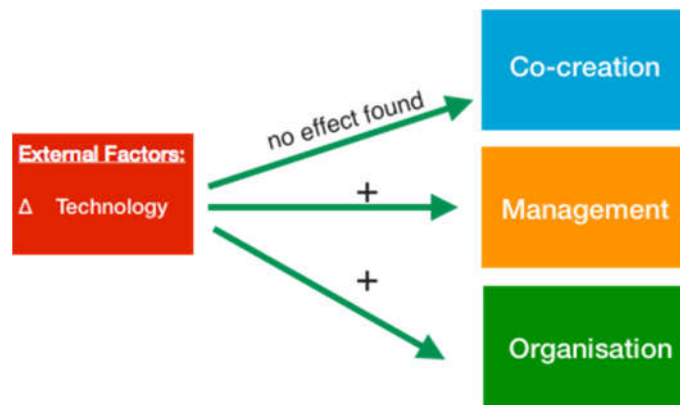 Co-creation
no effect found
External Factors:
Δ Technology
+
Management
+
Organisation